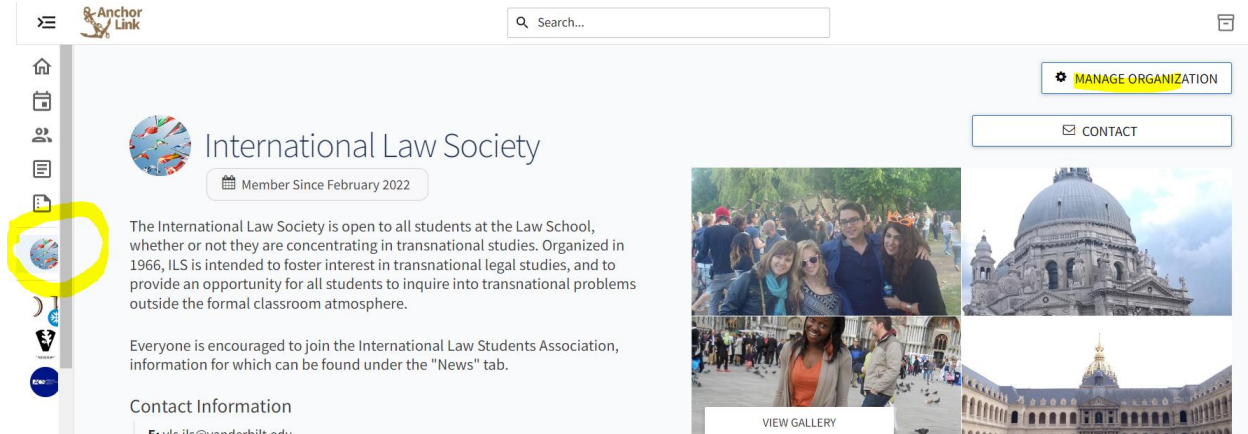 Anchor
Link
Search...
MANAGE ORGANIZATION
CONTACT
International Law Society
Member Since February 2022
The International Law Society is open to all students at the Law School,
whether or not they are concentrating in transnational studies. Organized in
1966, ILS is intended to foster interest in transnational legal studies, and to
provide an opportunity for all students to inquire into transnational problems
outside the formal classroom atmosphere.
Everyone is encouraged to join the International Law Students Association,
information for which can be found under the "News" tab.
Contact Information
E: vls.ils@vanderbilt.edu
VIEW GALLERY